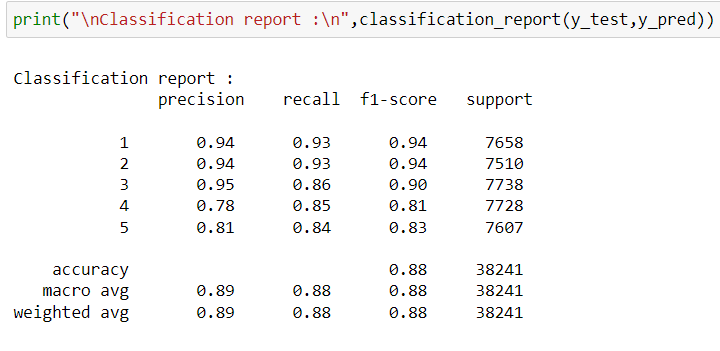 print("\nClassification report :\n",classification_report(y_test,y_pred))
Classification report :
precision recall f1-score support
1 0.94 0.93 0.94 7658
2 0.94 0.93 0.94 7510
3 0.95 0.86 0.90 7738
4 0.78 0.85 0.81 7728
5 0.81 0.84 0.83 7607
accuracy 0.88 38241
macro avg 0.89 0.88 0.88 38241
weighted avg 0.89 0.88 0.88 38241